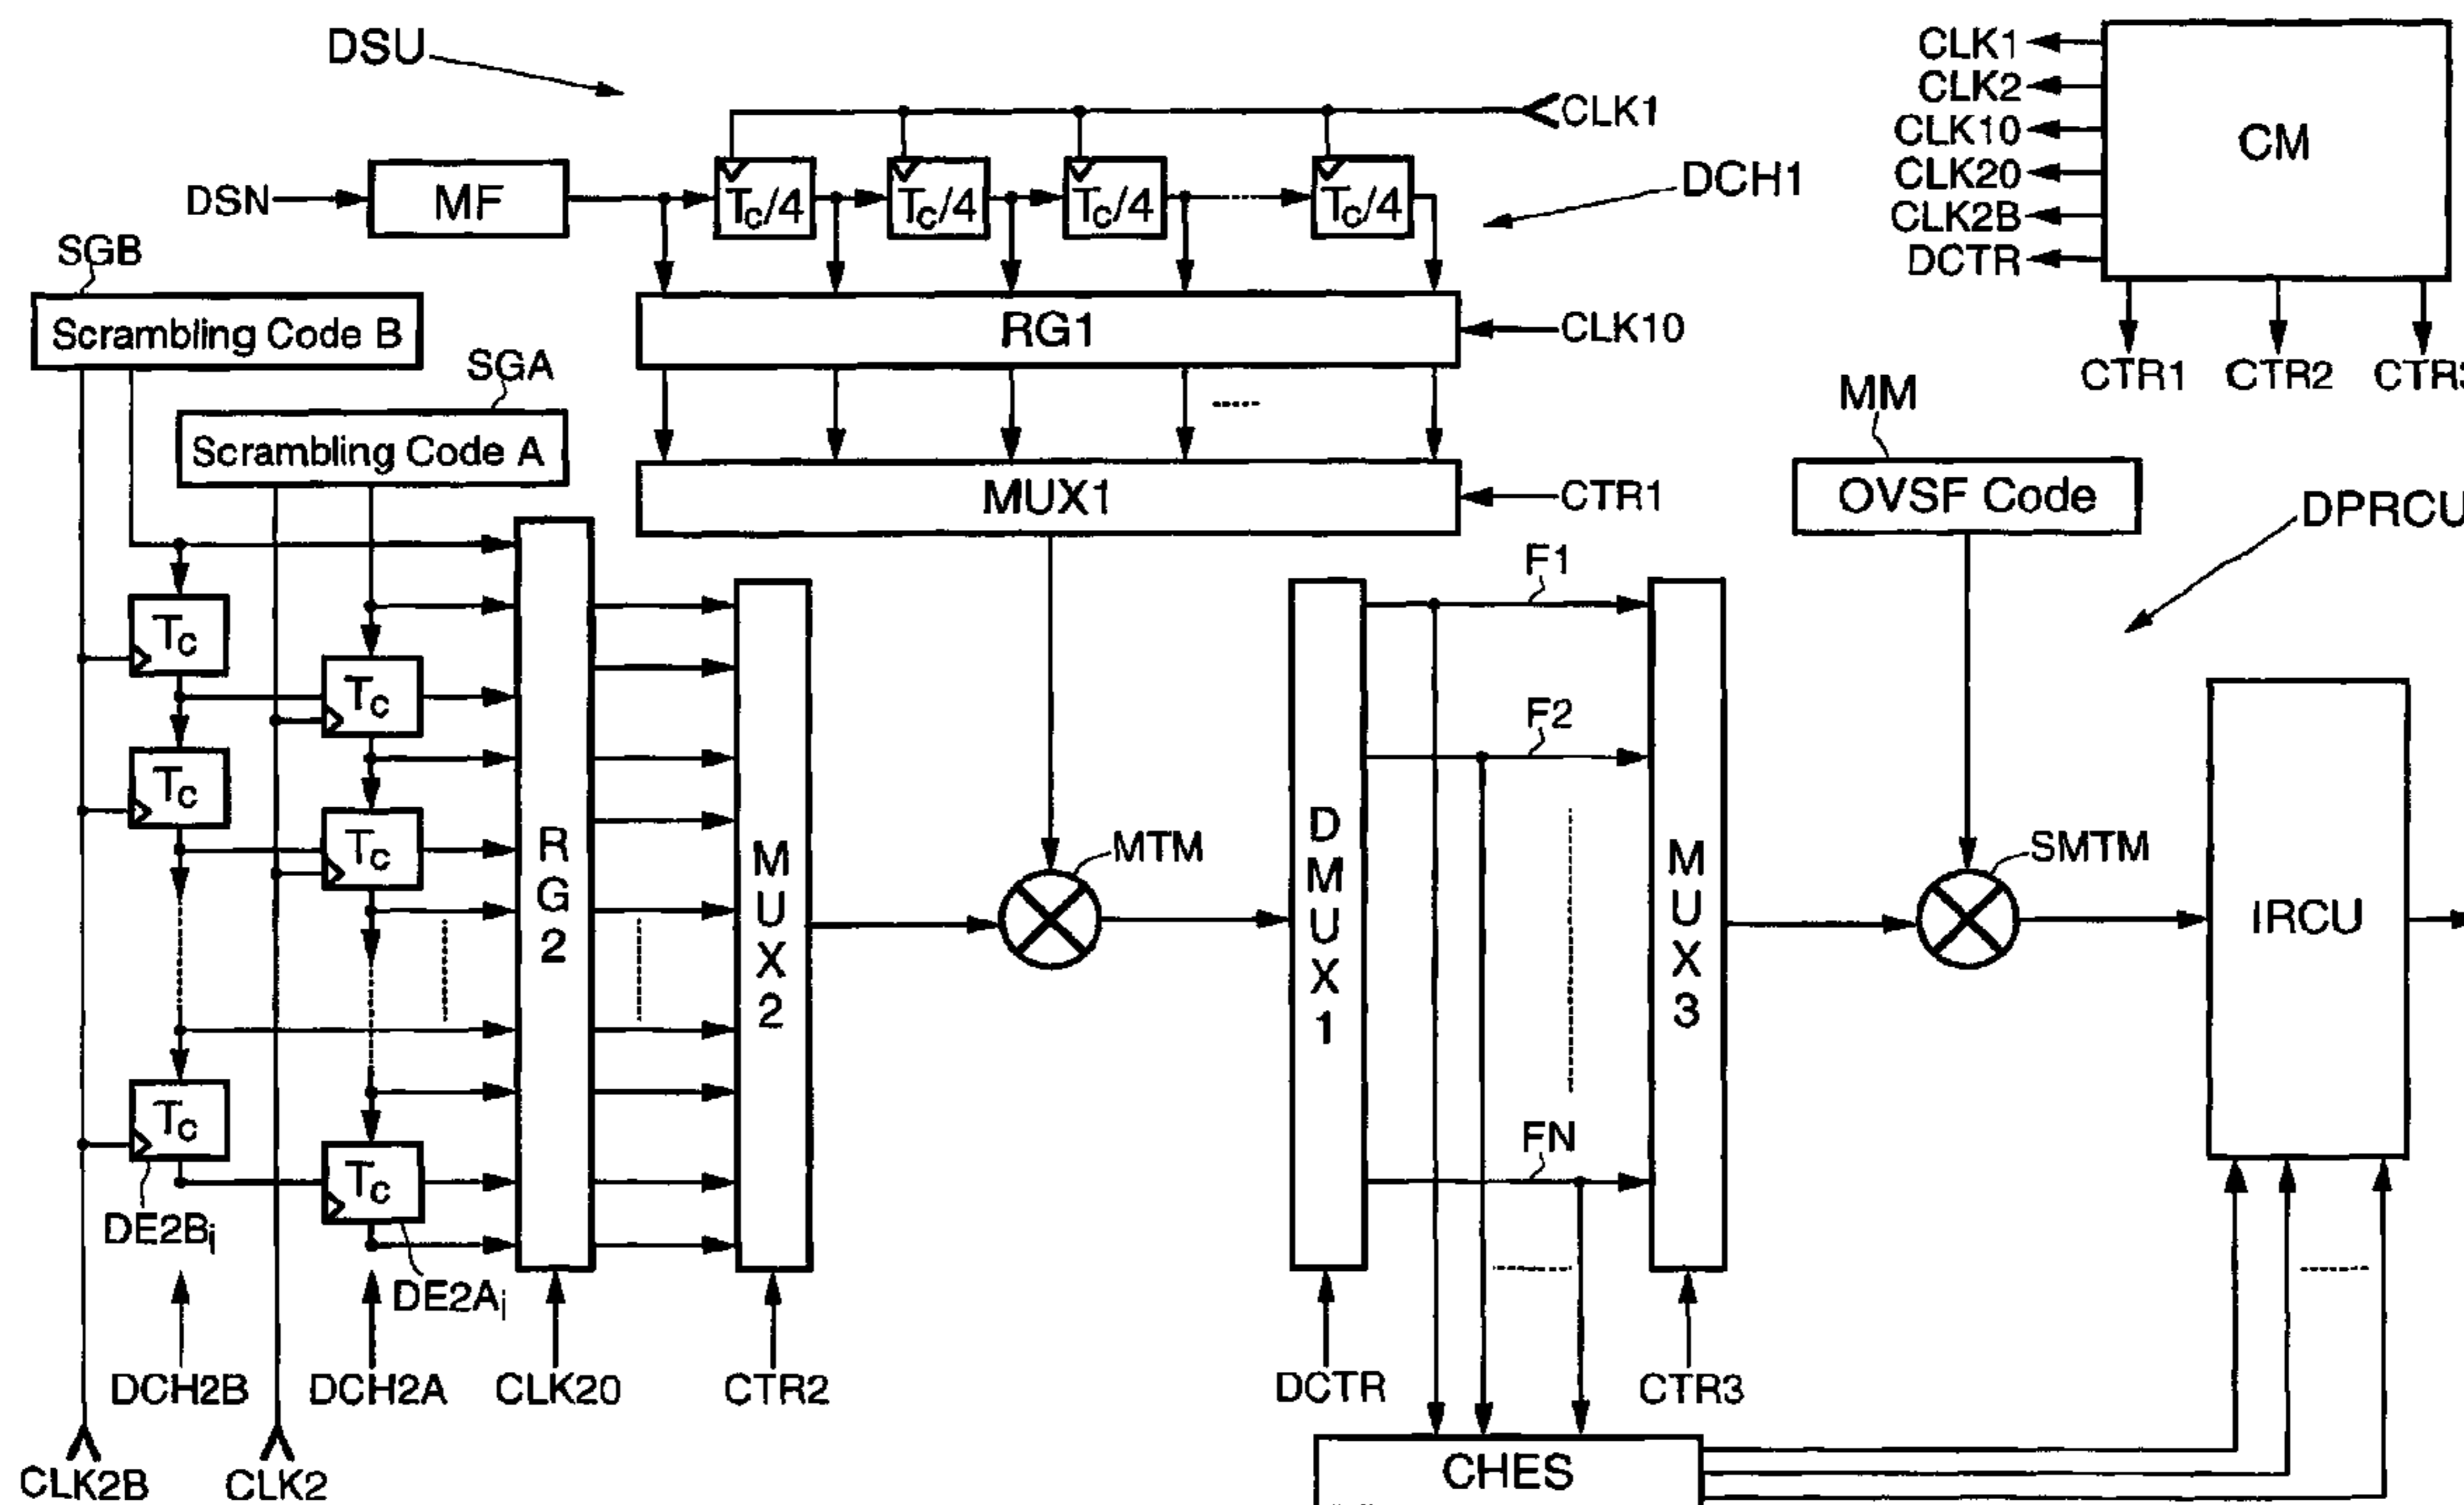 DSU
CLK1
CLK2
CLK10
CLK20
CLK2B
DCTR
CM
CTR1
CTR2
CLK1
DSN
MF
Tc/4
Tc/4
Tc/4
Tc/4
DCH1
SGB
Scrambling Code B
RG1
CLK10
SGA
Scrambling Code A
MUX1
CTR1
MM
OVSF Code
DPRCU
F1
Tc
Tc
F2
Tc
Tc
RG2
MUX2
MTM
DMUX1
MUX3
SMTM
IRCU
Tc
Tc
FN
DE2Bi
DE2Ai
DCH2B
DCH2A
CLK20
CTR2
DCTR
CTR3
CLK2B
CLK2
CHES